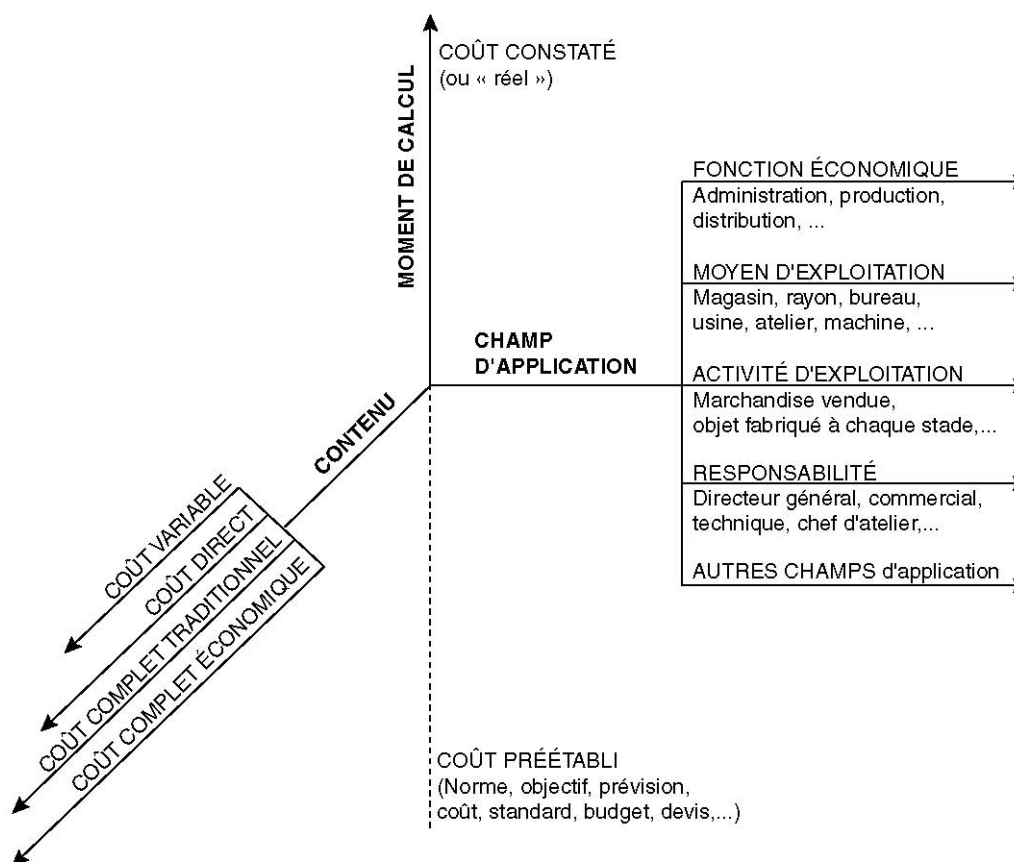 COÛT CONSTATÉ
(ou « réel »)
MOMENT DE CALCUL
FONCTION ÉCONOMIQUE
Administration, production,
distribution, ...
MOYEN D'EXPLOITATION
Magasin, rayon, bureau,
usine, atelier, machine, ...
CHAMP
D'APPLICATION
ACTIVITÉ D'EXPLOITATION
Marchandise vendue,
objet fabriqué à chaque stade,...
RESPONSABILITÉ
Directeur général, commercial,
technique, chef d'atelier,...
AUTRES CHAMPS d'application
CONTENU
COÛT VARIABLE
COÛT DIRECT
COÛT COMPLET TRADITIONNEL
COÛT COMPLET ÉCONOMIQUE
COÛT PRÉÉTABLI
(Norme, objectif, prévision,
coût, standard, budget, devis,...)